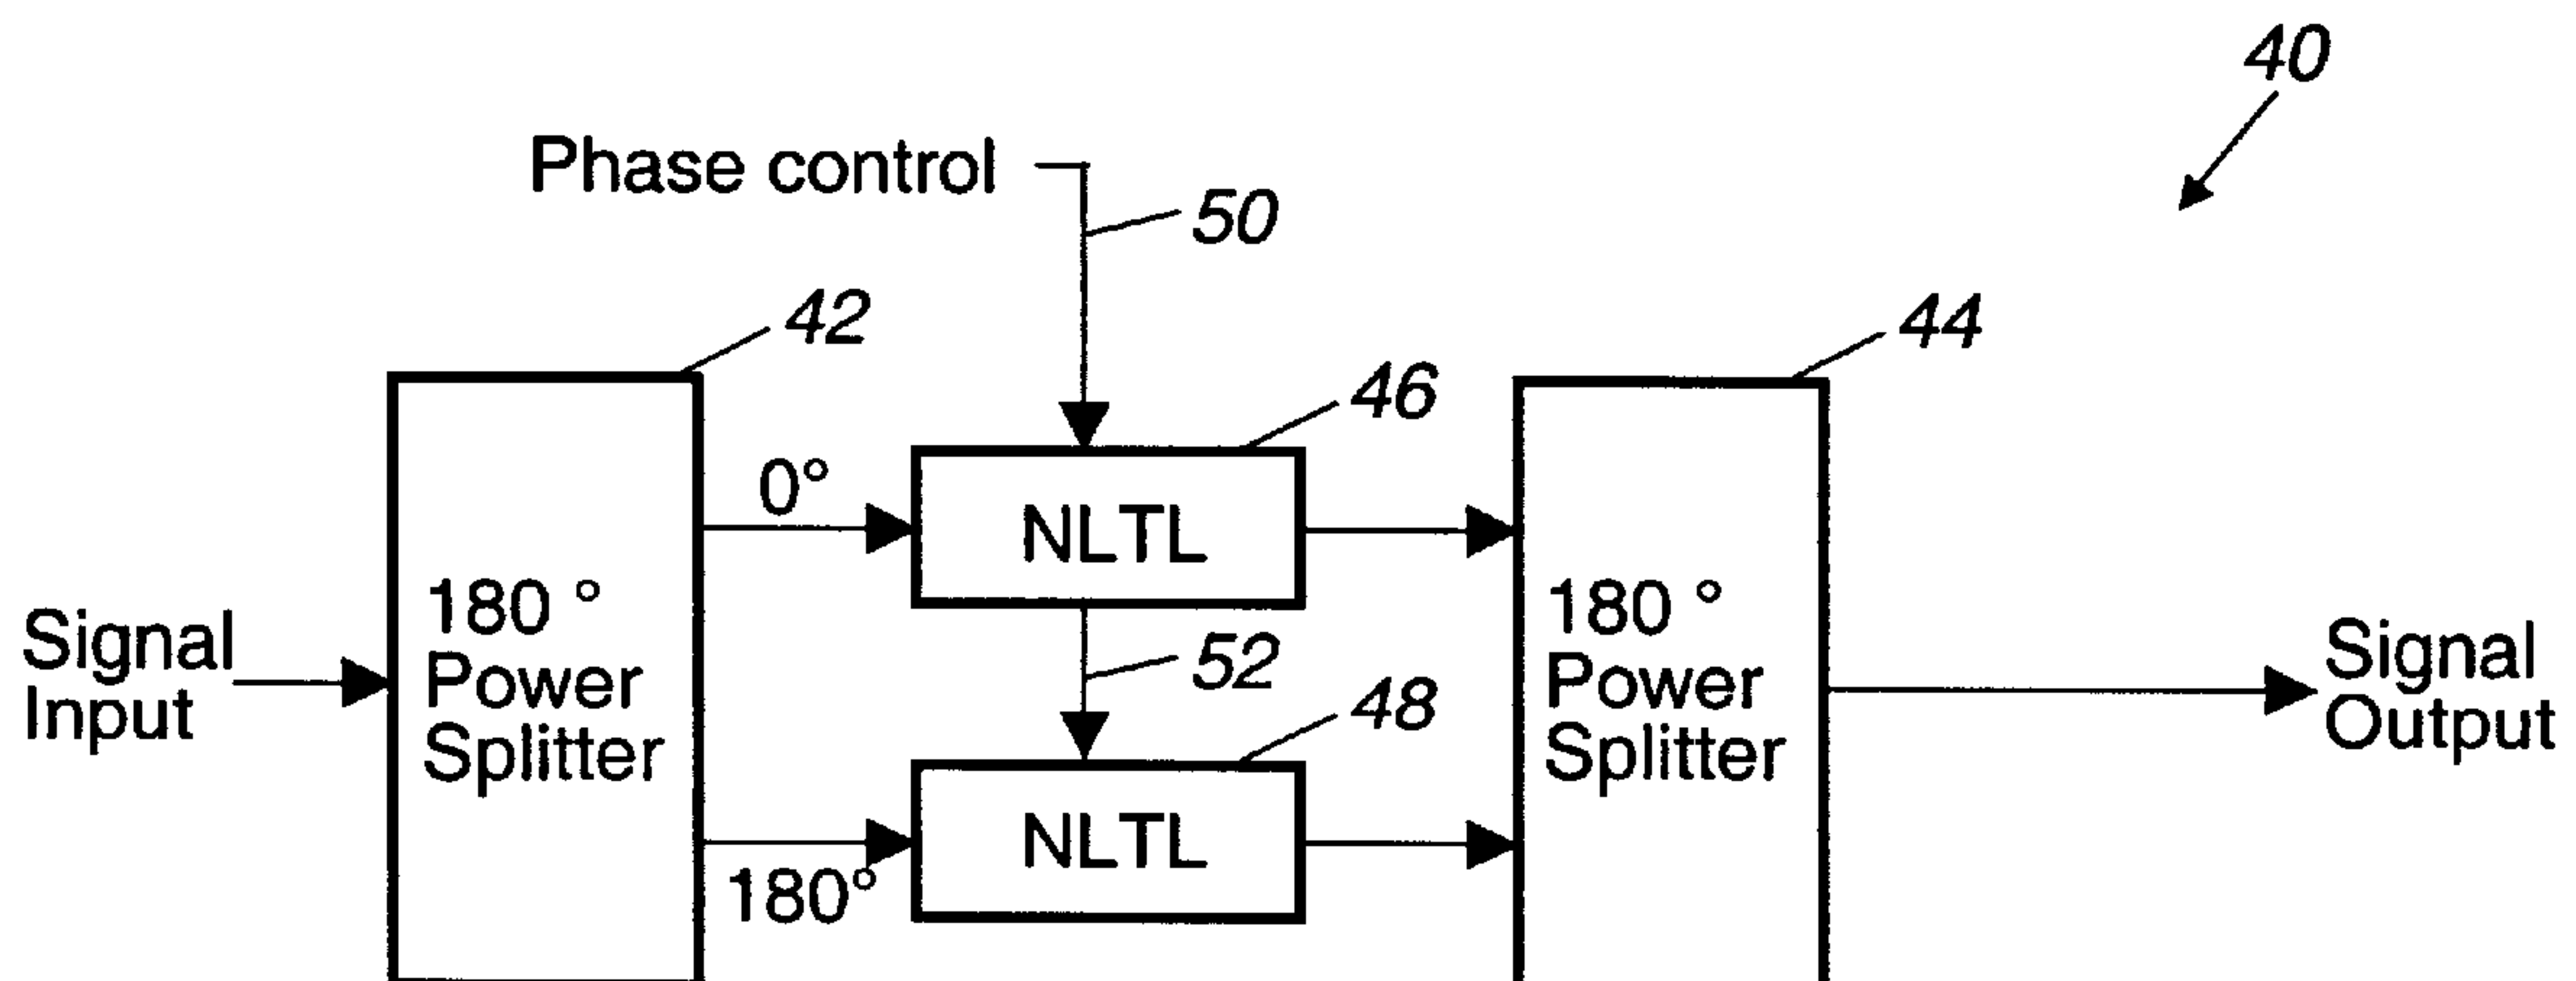 40
Phase control
50
42
44
46
0°
NLTL
180 °
Power
Splitter
Signal
Input
52
48
180°
NLTL
180 °
Power
Splitter
Signal
Output